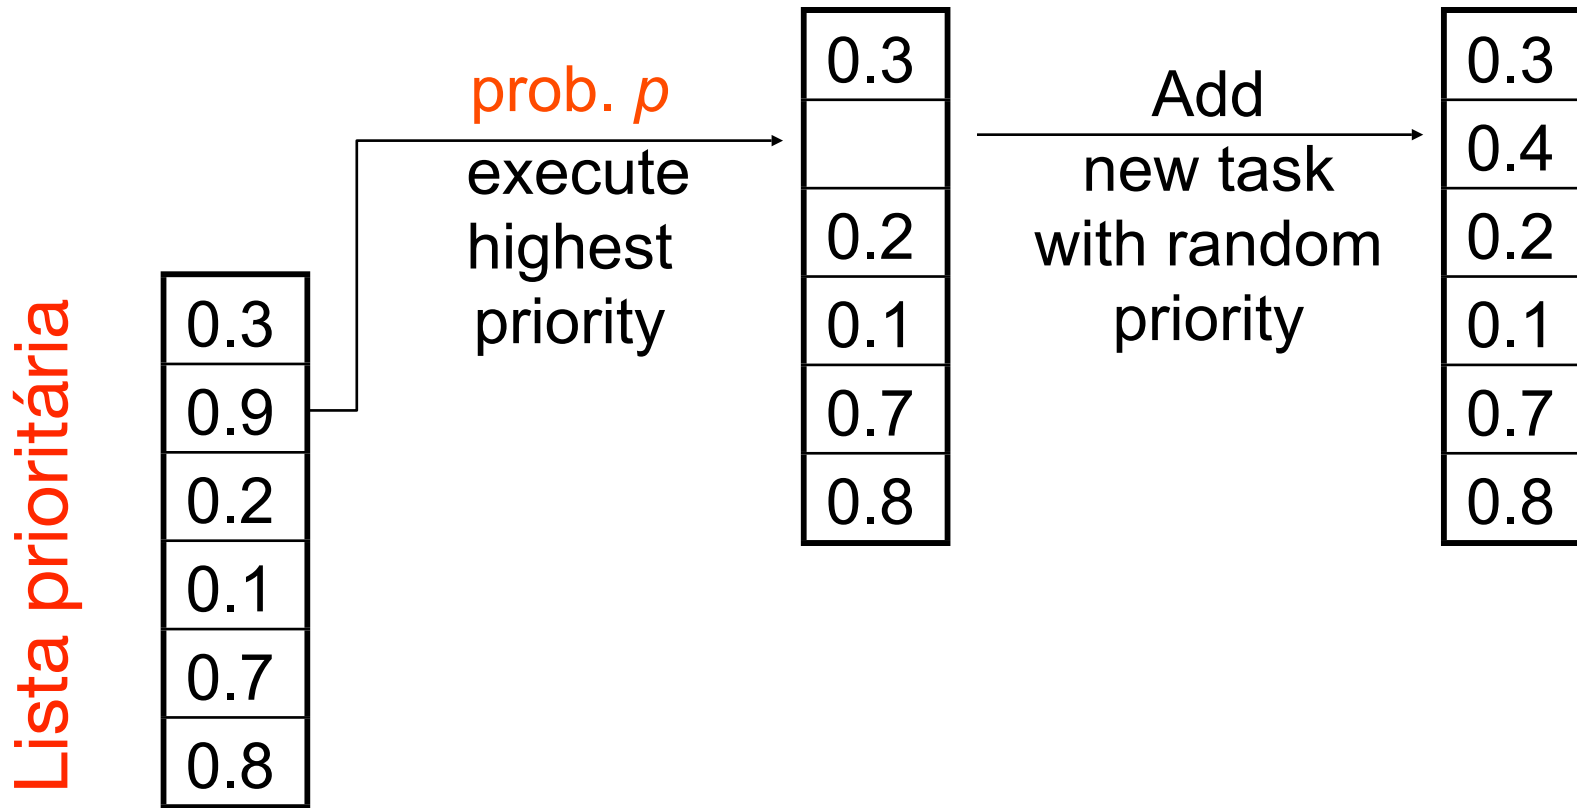 Lista prioritária
0.3
0.9
0.2
0.1
0.7
0.8
prob. p
execute
highest
priority
0.3
0.2
0.1
0.7
0.8
Add
new task
with random
priority
0.3
0.4
0.2
0.1
0.7
0.8